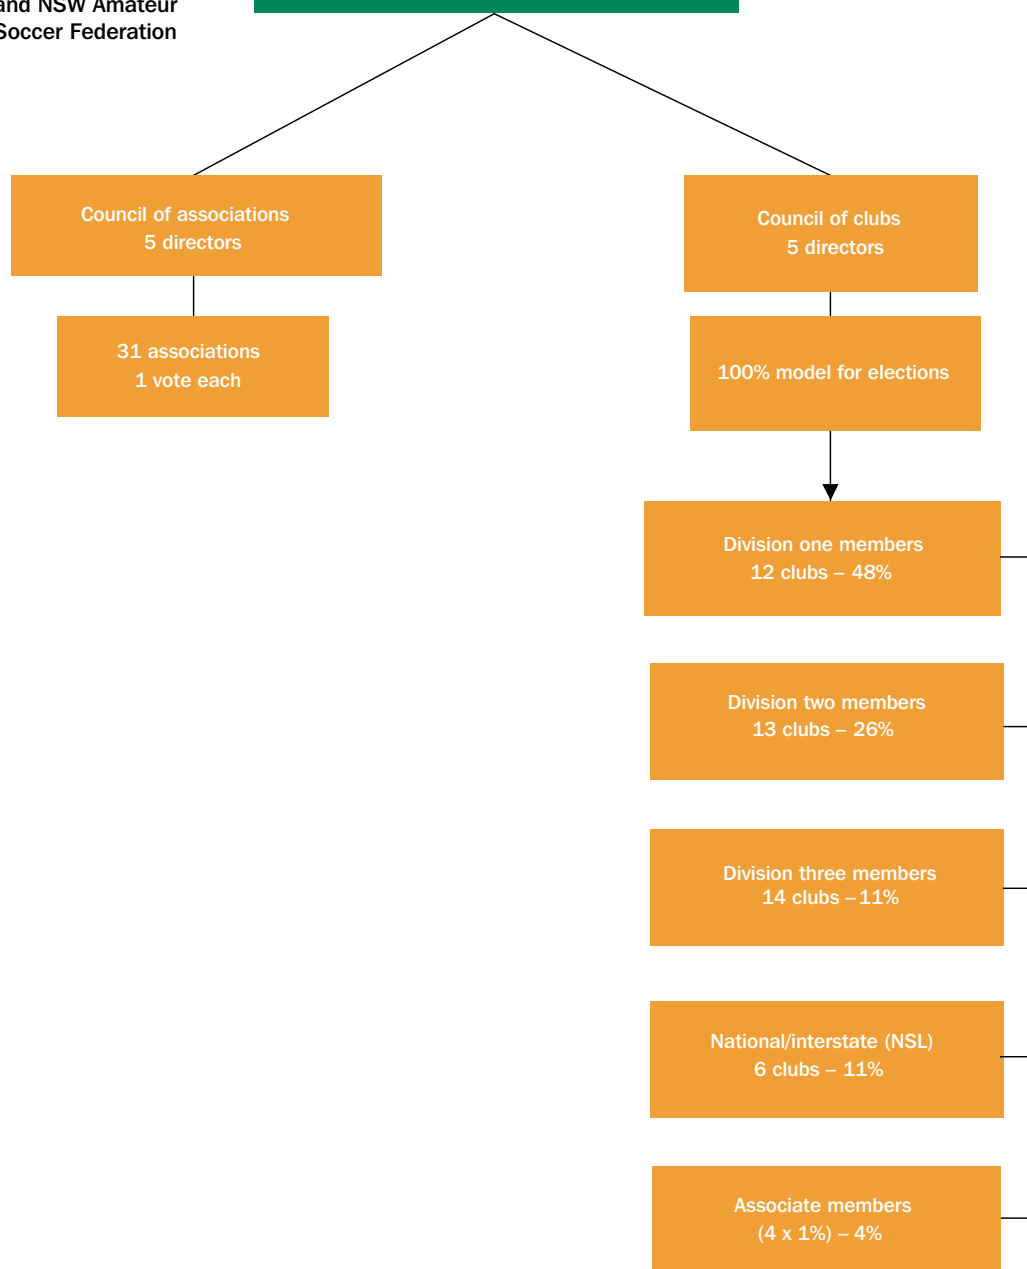 and NSW Amateur
Soccer Federation
Council of associations
5 directors
31 associations
1 vote each
Council of clubs
5 directors
100% model for elections
Division one members
12 clubs – 48%
Division two members
13 clubs – 26%
Division three members
14 clubs – 11%
National/interstate (NSL)
6 clubs – 11%
Associate members
(4 x 1%) – 4%